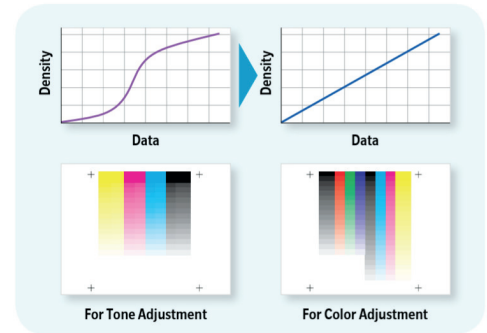 Density
Data
Density
Data
For Tone Adjustment
For Color Adjustment